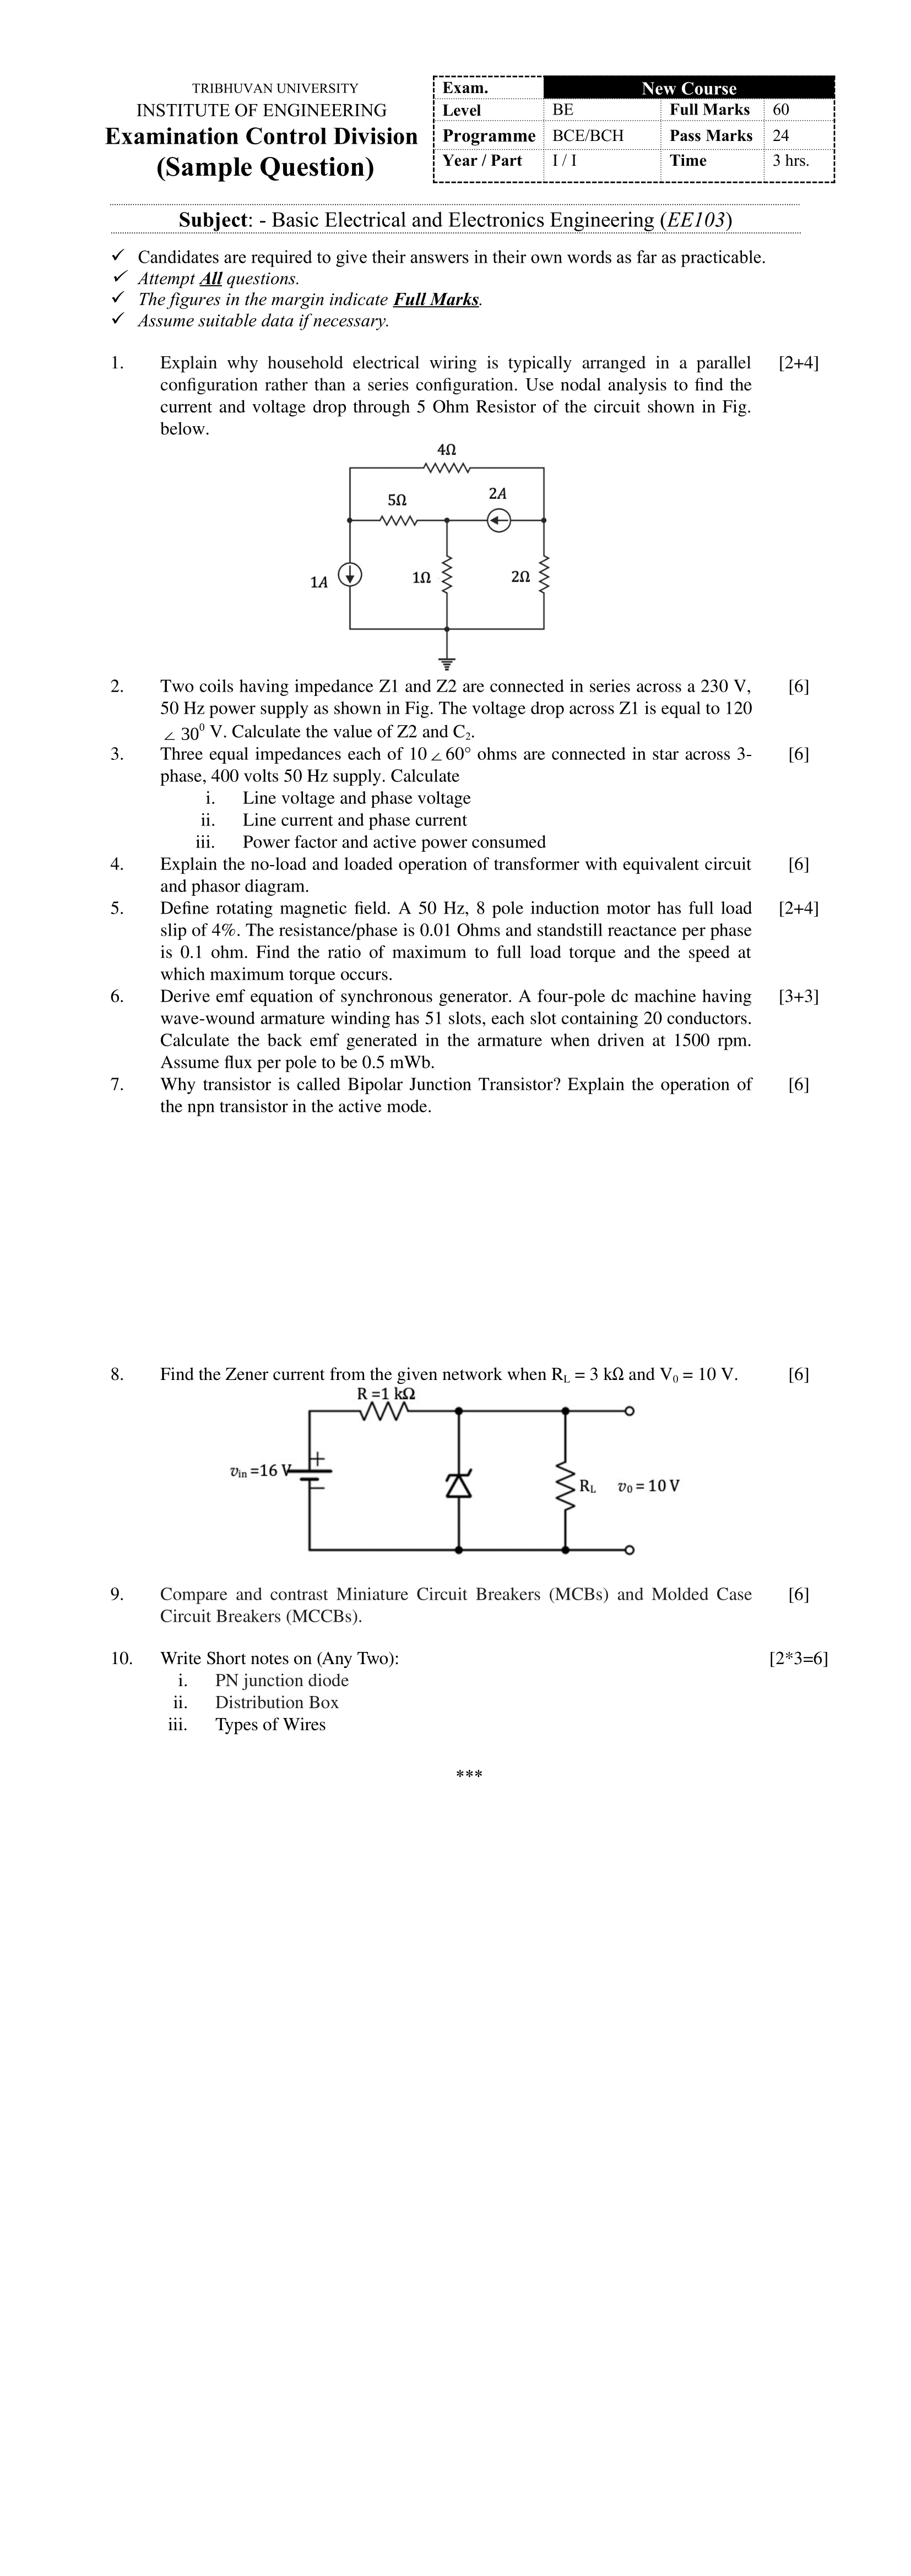 TRIBHUVAN UNIVERSITY
INSTITUTE OF ENGINEERING
Examination Control Division
(Sample Question)
Exam. New Course
Level BE Full Marks 60
Programme BCE/BCH Pass Marks 24
Year / Part I / I Time 3 hrs.
Subject: - Basic Electrical and Electronics Engineering (EE103)
✓ Candidates are required to give their answers in their own words as far as practicable.
✓ Attempt All questions.
✓ The figures in the margin indicate Full Marks.
✓ Assume suitable data if necessary.
1. Explain why household electrical wiring is typically arranged in a parallel [2+4]
configuration rather than a series configuration. Use nodal analysis to find the
current and voltage drop through 5 Ohm Resistor of the circuit shown in Fig.
below.
4Ω
5Ω 2A
1A 1Ω 2Ω
2. Two coils having impedance Z1 and Z2 are connected in series across a 230 V, [6]
50 Hz power supply as shown in Fig. The voltage drop across Z1 is equal to 120
∠ 30⁰ V. Calculate the value of Z2 and C₂.
3. Three equal impedances each of 10 ∠ 60° ohms are connected in star across 3- [6]
phase, 400 volts 50 Hz supply. Calculate
i. Line voltage and phase voltage
ii. Line current and phase current
iii. Power factor and active power consumed
4. Explain the no-load and loaded operation of transformer with equivalent circuit [6]
and phasor diagram.
5. Define rotating magnetic field. A 50 Hz, 8 pole induction motor has full load [2+4]
slip of 4%. The resistance/phase is 0.01 Ohms and standstill reactance per phase
is 0.1 ohm. Find the ratio of maximum to full load torque and the speed at
which maximum torque occurs.
6. Derive emf equation of synchronous generator. A four-pole dc machine having [3+3]
wave-wound armature winding has 51 slots, each slot containing 20 conductors.
Calculate the back emf generated in the armature when driven at 1500 rpm.
Assume flux per pole to be 0.5 mWb.
7. Why transistor is called Bipolar Junction Transistor? Explain the operation of [6]
the npn transistor in the active mode.
8. Find the Zener current from the given network when R_L = 3 kΩ and V₀ = 10 V. [6]
R =1 kΩ
v_in =16 V + −
R_L v₀ = 10 V
9. Compare and contrast Miniature Circuit Breakers (MCBs) and Molded Case [6]
Circuit Breakers (MCCBs).
10. Write Short notes on (Any Two): [2*3=6]
i. PN junction diode
ii. Distribution Box
iii. Types of Wires
***